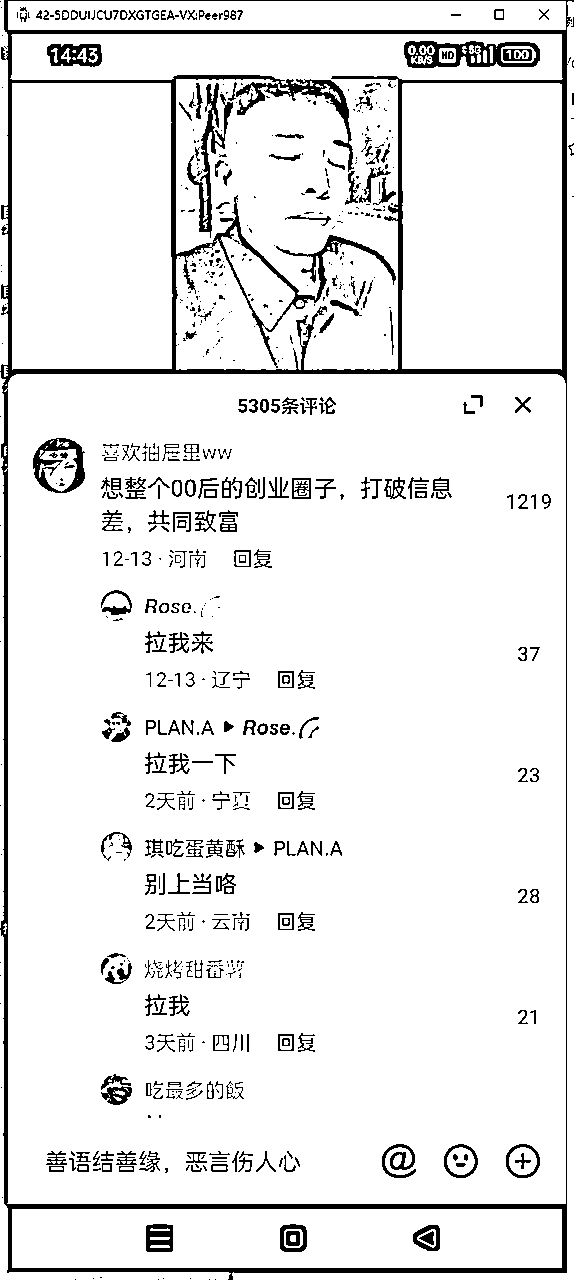 42-5DDUIJCU7DXGTGEA-VX:Peer987
14:43
0.00 KB/S HD 5G 100
5305条评论
喜欢抽屉里ww
想整个00后的创业圈子，打破信息
差，共同致富
1219
12-13 · 河南 回复
Rose.
拉我来
37
12-13 · 辽宁 回复
PLAN.A ▶ Rose.
拉我一下
23
2天前 · 宁夏 回复
琪吃蛋黄酥 ▶ PLAN.A
别上当咯
28
2天前 · 云南 回复
烧烤甜番薯
拉我
21
3天前 · 四川 回复
吃最多的飯
善语结善缘，恶言伤人心